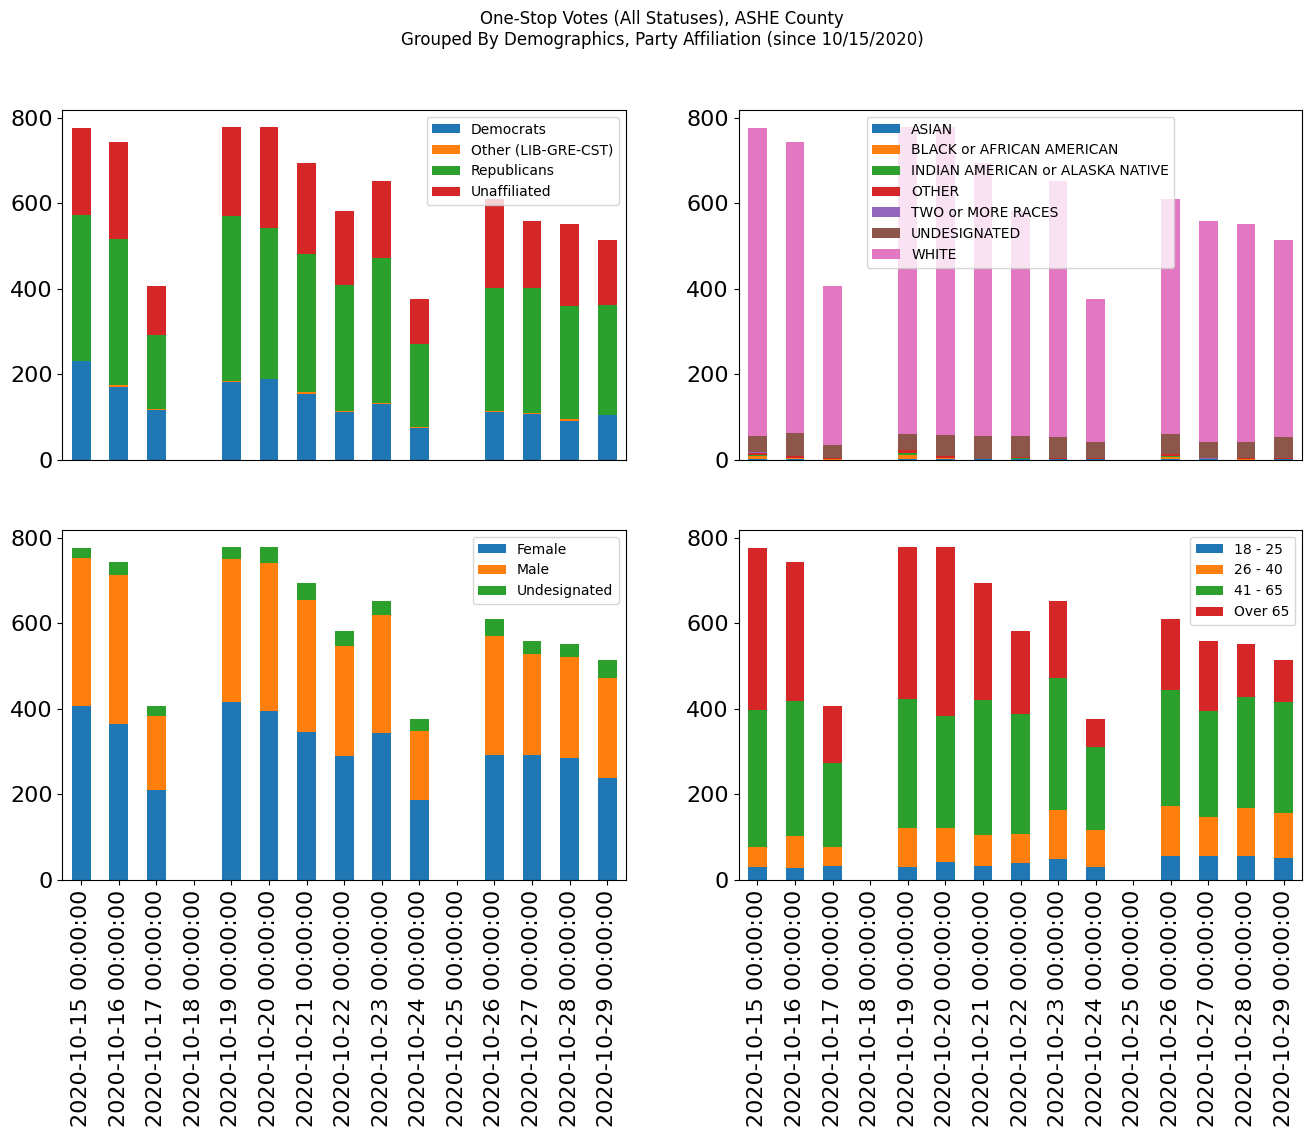 One-Stop Votes (All Statuses), ASHE County
Grouped By Demographics, Party Affiliation (since 10/15/2020)
800
600
400
200
0
Democrats
Other (LIB-GRE-CST)
Republicans
Unaffiliated
800
600
400
200
0
ASIAN
BLACK or AFRICAN AMERICAN
INDIAN AMERICAN or ALASKA NATIVE
OTHER
TWO or MORE RACES
UNDESIGNATED
WHITE
800
600
400
200
0
Female
Male
Undesignated
2020-10-15 00:00:00
2020-10-16 00:00:00
2020-10-17 00:00:00
2020-10-18 00:00:00
2020-10-19 00:00:00
2020-10-20 00:00:00
2020-10-21 00:00:00
2020-10-22 00:00:00
2020-10-23 00:00:00
2020-10-24 00:00:00
2020-10-25 00:00:00
2020-10-26 00:00:00
2020-10-27 00:00:00
2020-10-28 00:00:00
2020-10-29 00:00:00
800
600
400
200
0
18 - 25
26 - 40
41 - 65
Over 65
2020-10-15 00:00:00
2020-10-16 00:00:00
2020-10-17 00:00:00
2020-10-18 00:00:00
2020-10-19 00:00:00
2020-10-20 00:00:00
2020-10-21 00:00:00
2020-10-22 00:00:00
2020-10-23 00:00:00
2020-10-24 00:00:00
2020-10-25 00:00:00
2020-10-26 00:00:00
2020-10-27 00:00:00
2020-10-28 00:00:00
2020-10-29 00:00:00